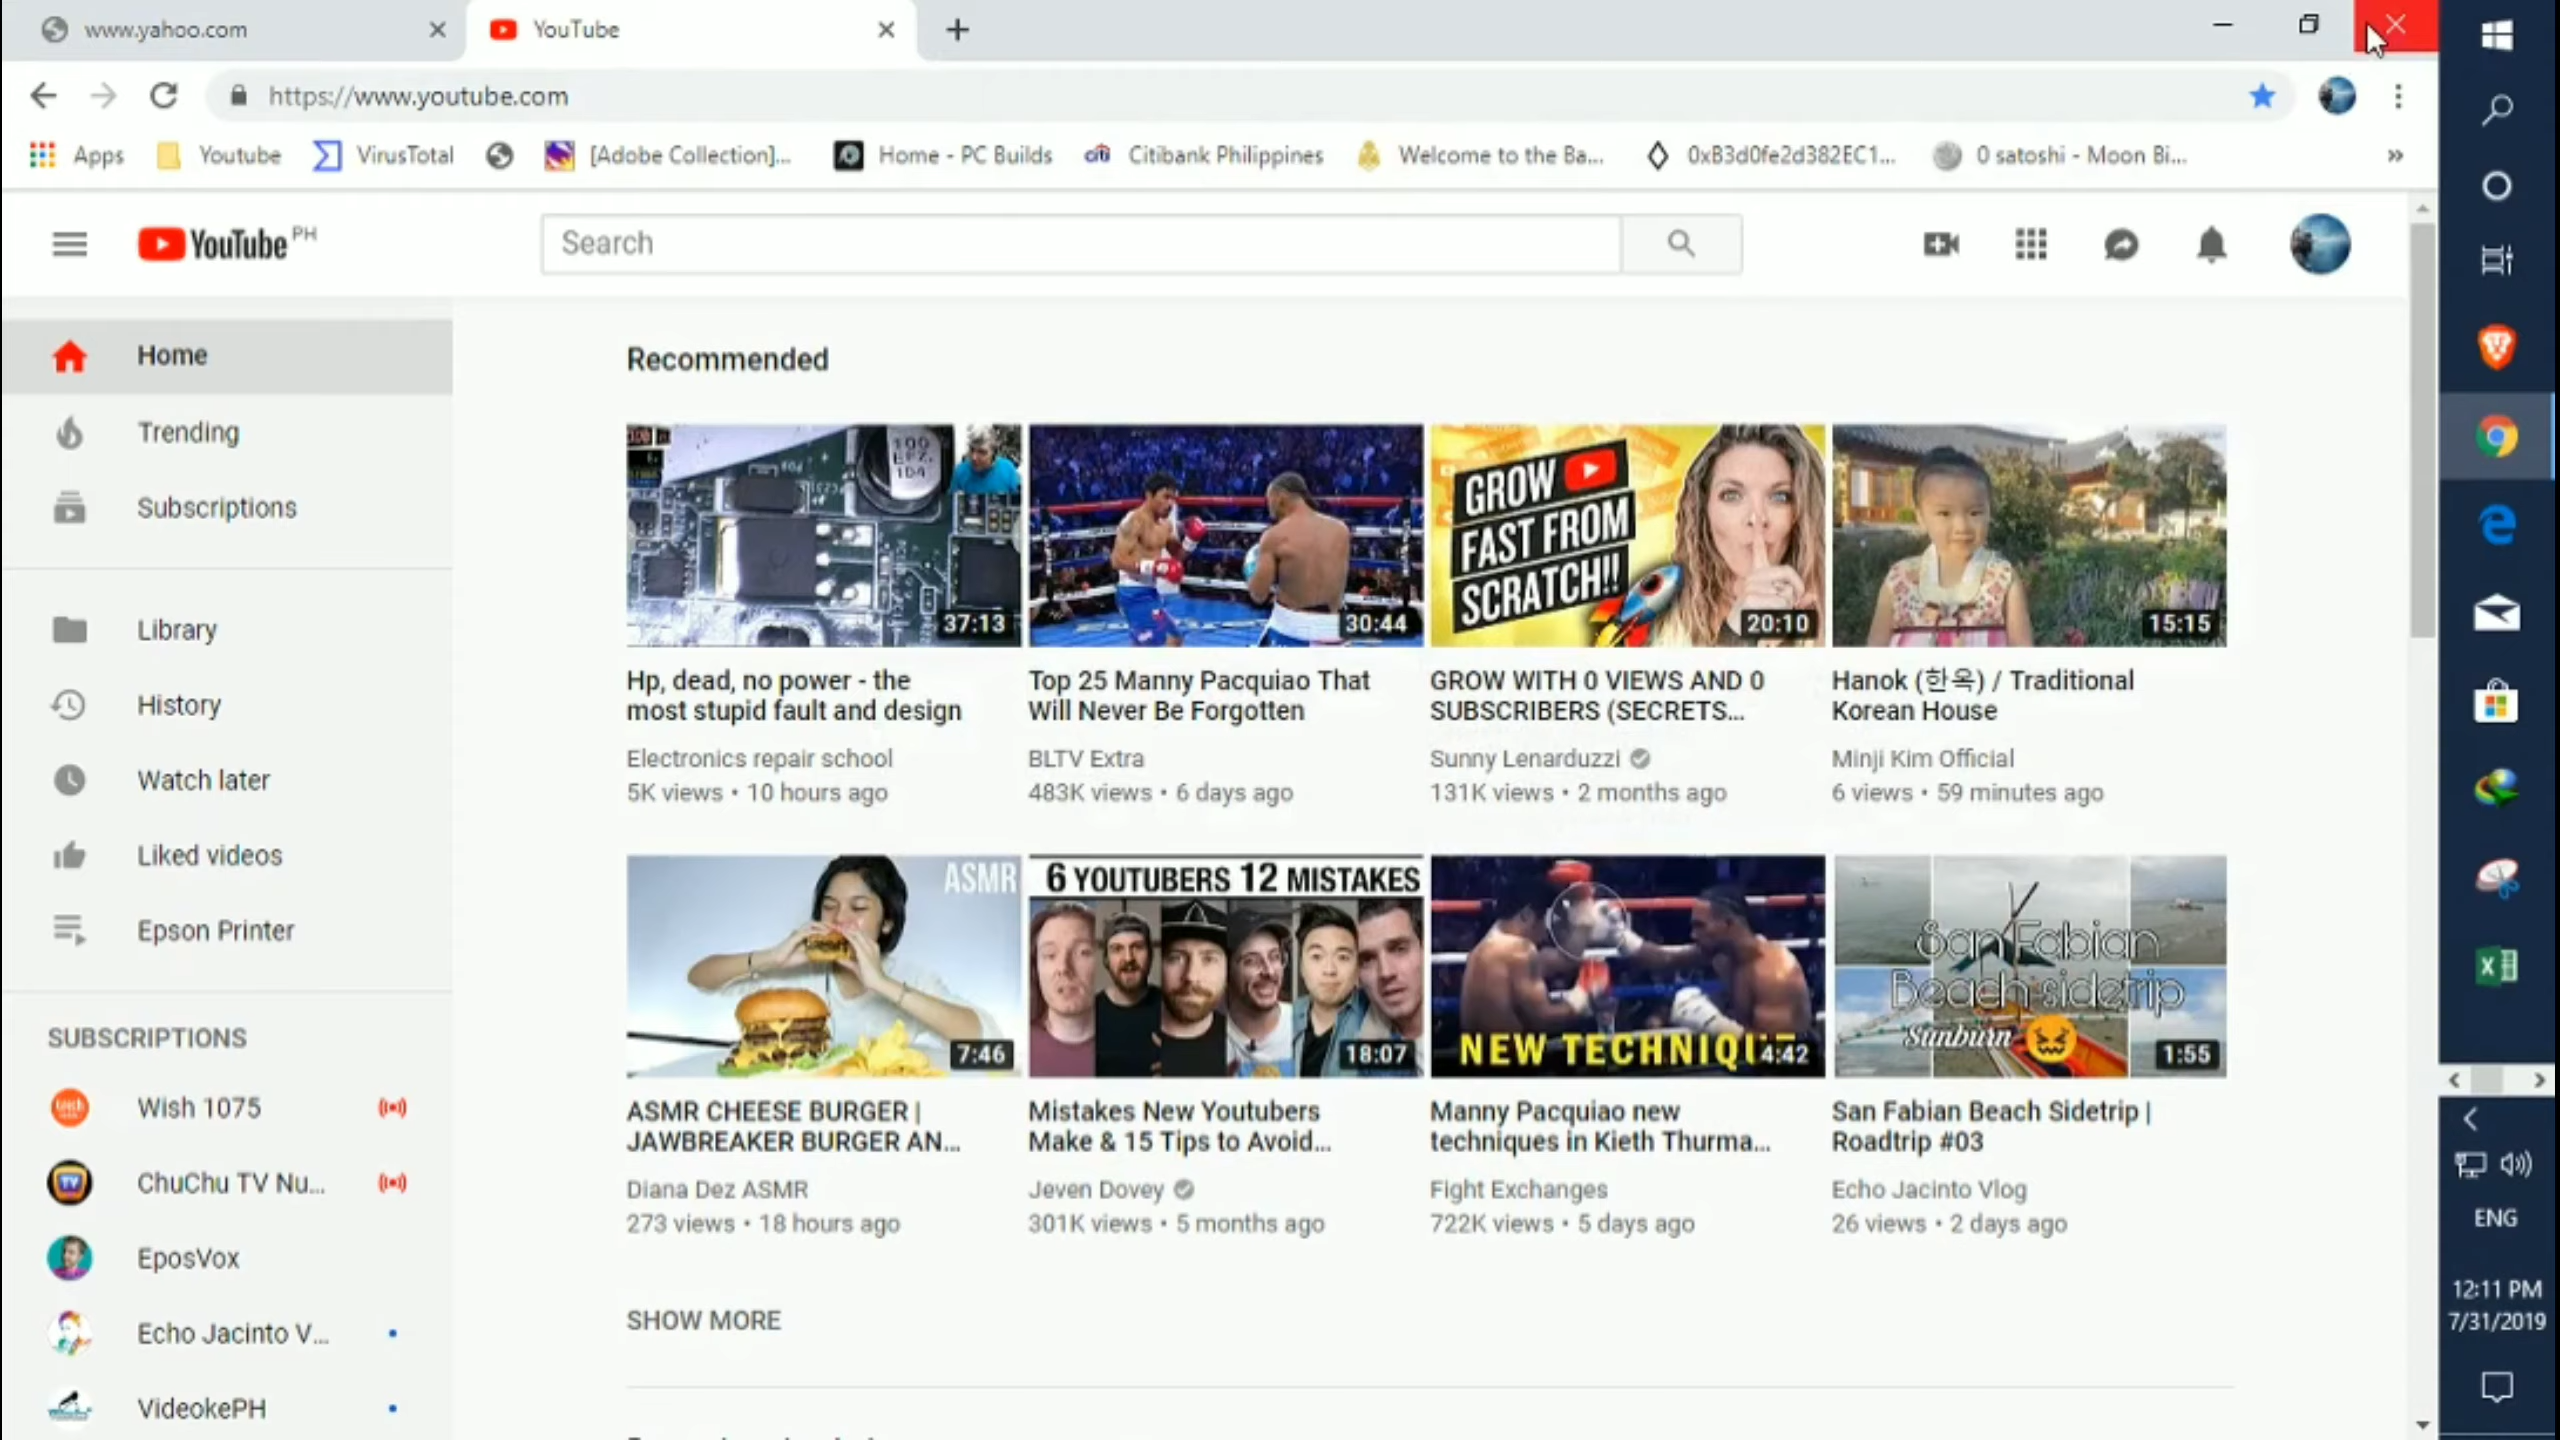 www.yahoo.com
YouTube
https://www.youtube.com
Apps
Youtube
VirusTotal
[Adobe Collection]...
Home - PC Builds
Citibank Philippines
Welcome to the Ba...
0xB3d0fe2d382EC1...
0 satoshi - Moon Bi...
»
YouTube PH
Search
Home
Trending
Subscriptions
Library
History
Watch later
Liked videos
Epson Printer
SUBSCRIPTIONS
Wish 1075
ChuChu TV Nu...
EposVox
Echo Jacinto V...
VideokePH
Recommended
100
EFZ.
104
37:13
30:44
GROW
FAST FROM
SCRATCH!!
20:10
15:15
Hp, dead, no power - the
most stupid fault and design
Electronics repair school
5K views • 10 hours ago
Top 25 Manny Pacquiao That
Will Never Be Forgotten
BLTV Extra
483K views • 6 days ago
GROW WITH 0 VIEWS AND 0
SUBSCRIBERS (SECRETS...
Sunny Lenarduzzi
131K views • 2 months ago
Hanok (한옥) / Traditional
Korean House
Minji Kim Official
6 views • 59 minutes ago
ASMR
7:46
6 YOUTUBERS 12 MISTAKES
18:07
NEW TECHNIQU
4:42
San Fabian
Beach sidetrip
Sunburn
1:55
ASMR CHEESE BURGER |
JAWBREAKER BURGER AN...
Diana Dez ASMR
273 views • 18 hours ago
Mistakes New Youtubers
Make & 15 Tips to Avoid...
Jeven Dovey
301K views • 5 months ago
Manny Pacquiao new
techniques in Kieth Thurma...
Fight Exchanges
722K views • 5 days ago
San Fabian Beach Sidetrip |
Roadtrip #03
Echo Jacinto Vlog
26 views • 2 days ago
SHOW MORE
ENG
12:11 PM
7/31/2019